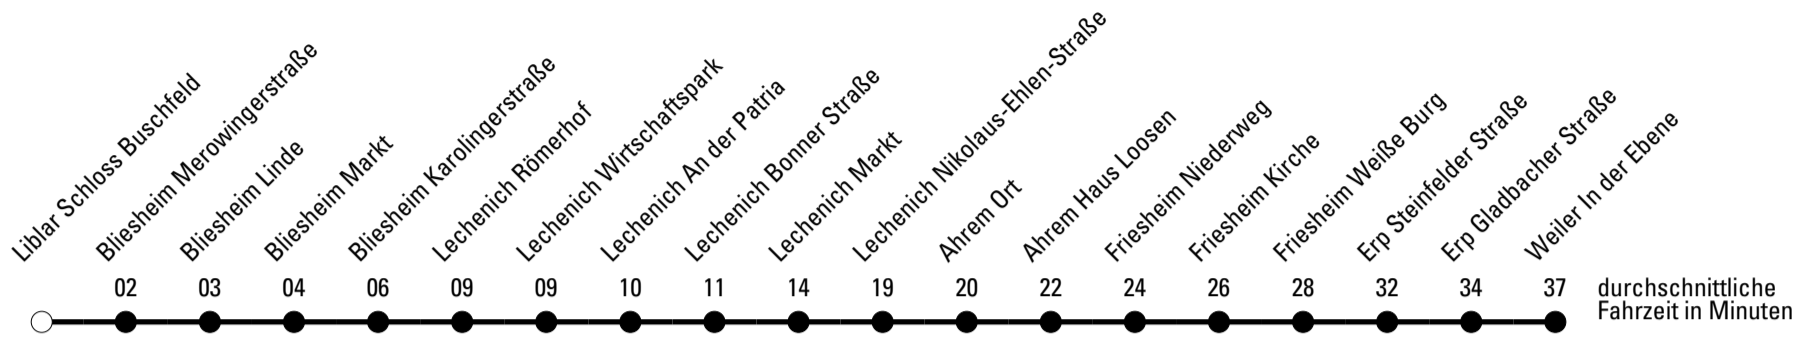 Liblar Schloss Buschfeld
Bliesheim Merowingerstraße
Bliesheim Linde
Bliesheim Markt
Bliesheim Karolingerstraße
Lechenich Römerhof
Lechenich Wirtschaftspark
Lechenich An der Patria
Lechenich Bonner Straße
Lechenich Markt
Lechenich Nikolaus-Ehlen-Straße
Ahrem Ort
Ahrem Haus Loosen
Friesheim Niederweg
Friesheim Kirche
Friesheim Weiße Burg
Erp Steinfelder Straße
Erp Gladbacher Straße
Weiler In der Ebene
02 03 04 06 09 09 10 11 14 19 20 22 24 26 28 32 34 37
durchschnittliche
Fahrzeit in Minuten